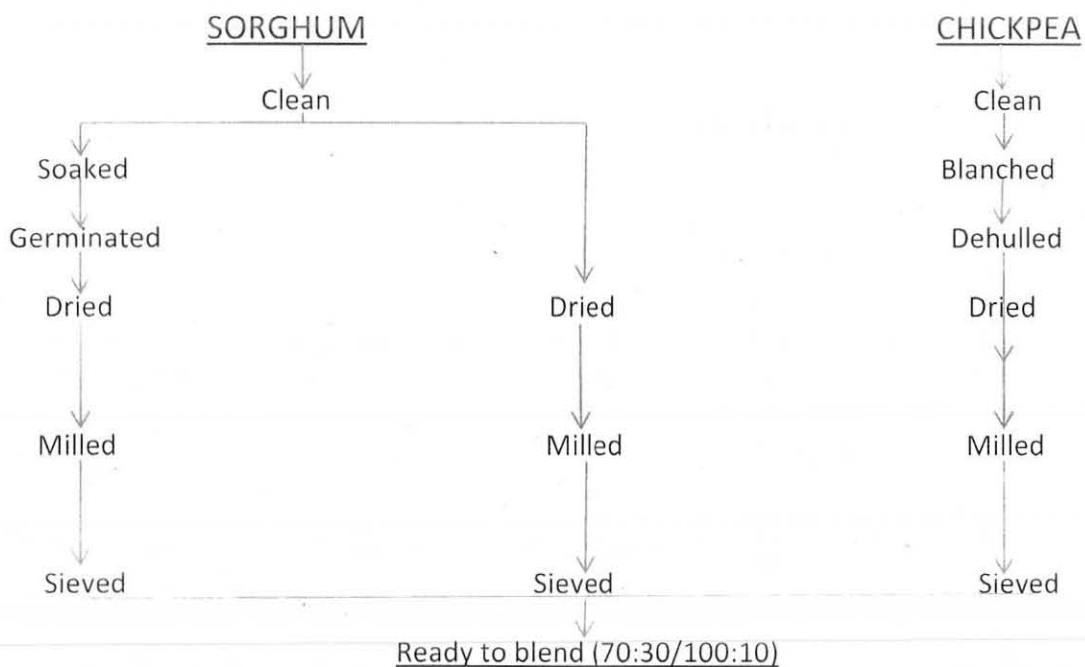 SORGHUM CHICKPEA
Clean Clean
Soaked Blanched
Germinated Dehulled
Dried Dried Dried
Milled Milled Milled
Sieved Sieved Sieved
Ready to blend (70:30/100:10)